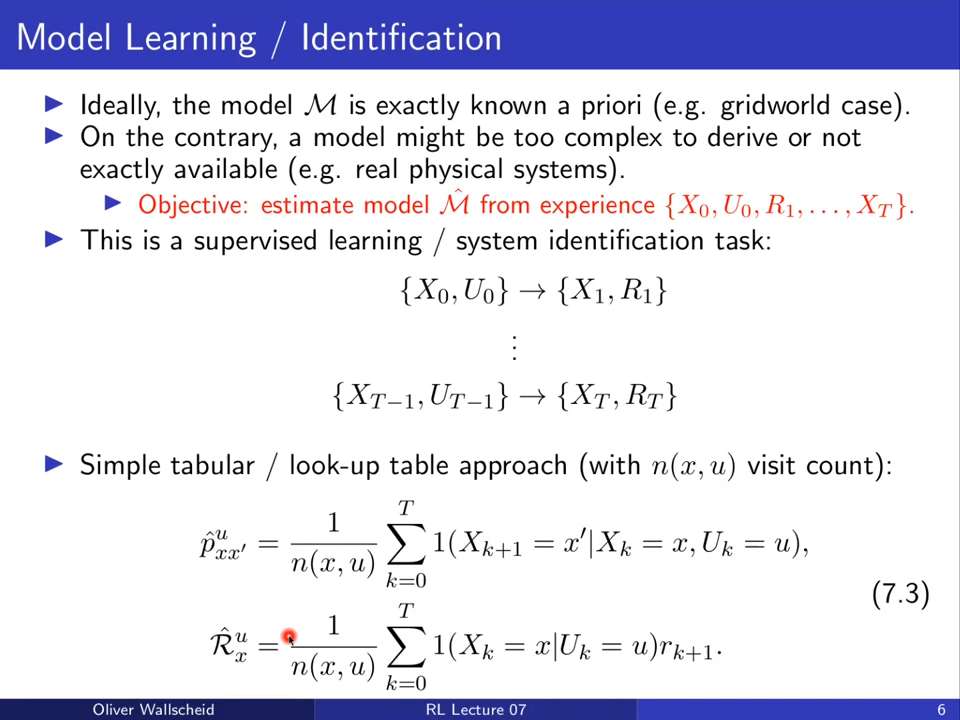 Model Learning / Identification
▶ Ideally, the model ℳ is exactly known a priori (e.g. gridworld case).
▶ On the contrary, a model might be too complex to derive or not
exactly available (e.g. real physical systems).
▶ Objective: estimate model ℳ̂ from experience {X₀, U₀, R₁, . . . , X_T}.
▶ This is a supervised learning / system identification task:
{X₀, U₀} → {X₁, R₁}
⋮
{X_{T−1}, U_{T−1}} → {X_T, R_T}
▶ Simple tabular / look-up table approach (with n(x, u) visit count):
p̂^u_{xx′} = \frac{1}{n(x, u)} \sum_{k=0}^{T} 1(X_{k+1} = x′|X_k = x, U_k = u),
(7.3)
ℛ̂^u_x = \frac{1}{n(x, u)} \sum_{k=0}^{T} 1(X_k = x|U_k = u)r_{k+1}.
Oliver Wallscheid RL Lecture 07 6